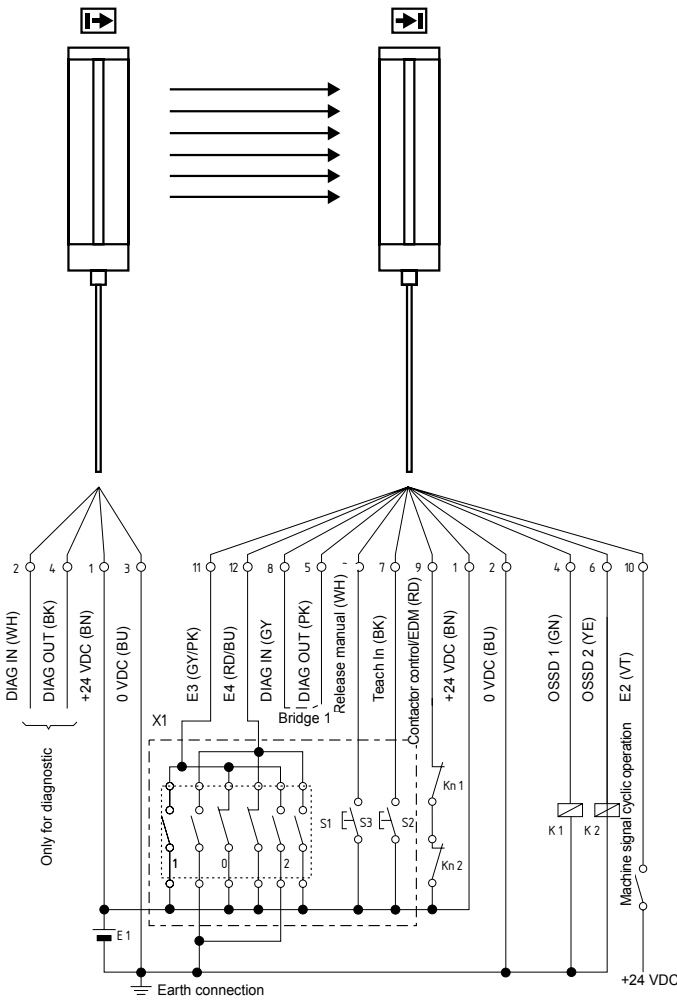 2
4
1
3
11
12
8
5
7
9
1
2
4
6
10
DIAG IN (WH)
DIAG OUT (BK)
+24 VDC (BN)
0 VDC (BU)
E3 (GY/PK)
E4 (RD/BU)
DIAG IN (GY
DIAG OUT (PK)
Release manual (WH)
Teach In (BK)
Contactor control/EDM (RD)
+24 VDC (BN)
0 VDC (BU)
OSSD 1 (GN)
OSSD 2 (YE)
E2 (VT)
Only for diagnostic
X1
Bridge 1
Machine signal cyclic operation
Kn 1
S1
S3
S2
K 1
K 2
1
0
2
Kn 2
E 1
+24 VDC
Earth connection